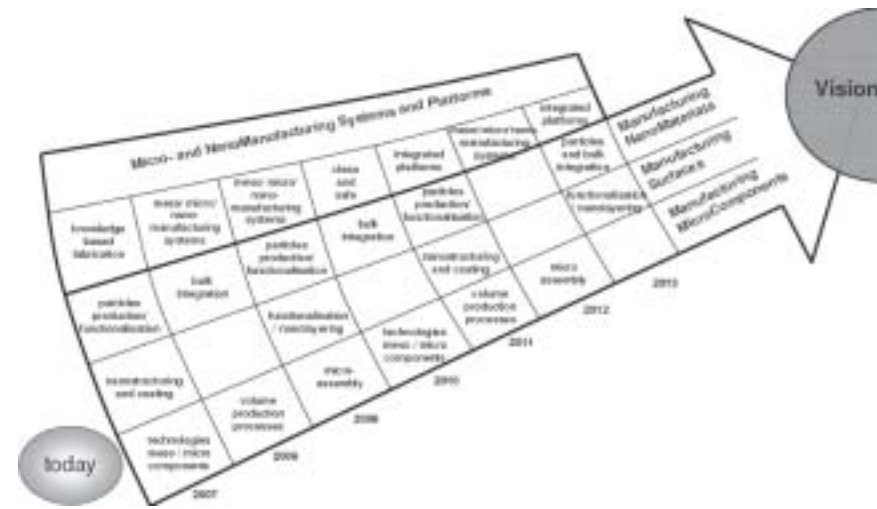 Vision
Micro- and NanoManufacturing Systems and Platforms
knowledge
based
fabrication
meso/ micro/
nano-
manufacturing
systems
meso/ micro/
nano-
manufacturing
systems
clean
and
safe
integrated
platforms
meso/ micro/ nano-
manufacturing
systems
integrated
platforms
Manufacturing
NanoMaterials
particles
production/
functionalisation
bulk
integration
particles
production/
functionalisation
bulk
integration
particles
production/
functionalisation
particles
and bulk
integration
Manufacturing
Surfaces
nanostructuring
and coating
functionalisation
/ nanolayering
nanostructuring
and coating
functionalisation/
nanolayering
Manufacturing
MicroComponents
technologies
meso / micro
components
volume
production
processes
micro-
assembly
technologies
meso / micro
components
volume
production
processes
micro
assembly
today
2007
2008
2009
2010
2011
2012
2013